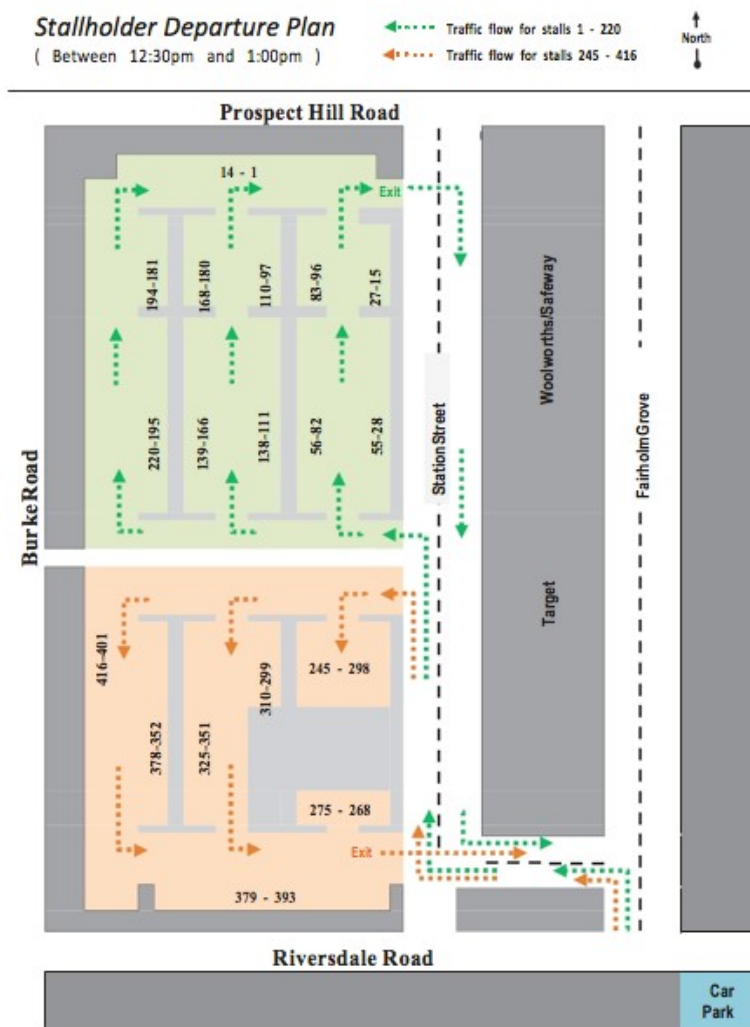 Stallholder Departure Plan
( Between 12:30pm and 1:00pm )
Traffic flow for stalls 1 - 220
Traffic flow for stalls 245 - 416
North
Prospect Hill Road
14 - 1
Exit
194-181
168-180
110-97
83-96
27-15
220-195
139-166
138-111
56-82
55-28
Burke Road
Station Street
Woolworths/Safeway
Fairholm Grove
Target
416-401
378-352
325-351
310-299
245 - 298
275 - 268
Exit
379 - 393
Riversdale Road
Car
Park